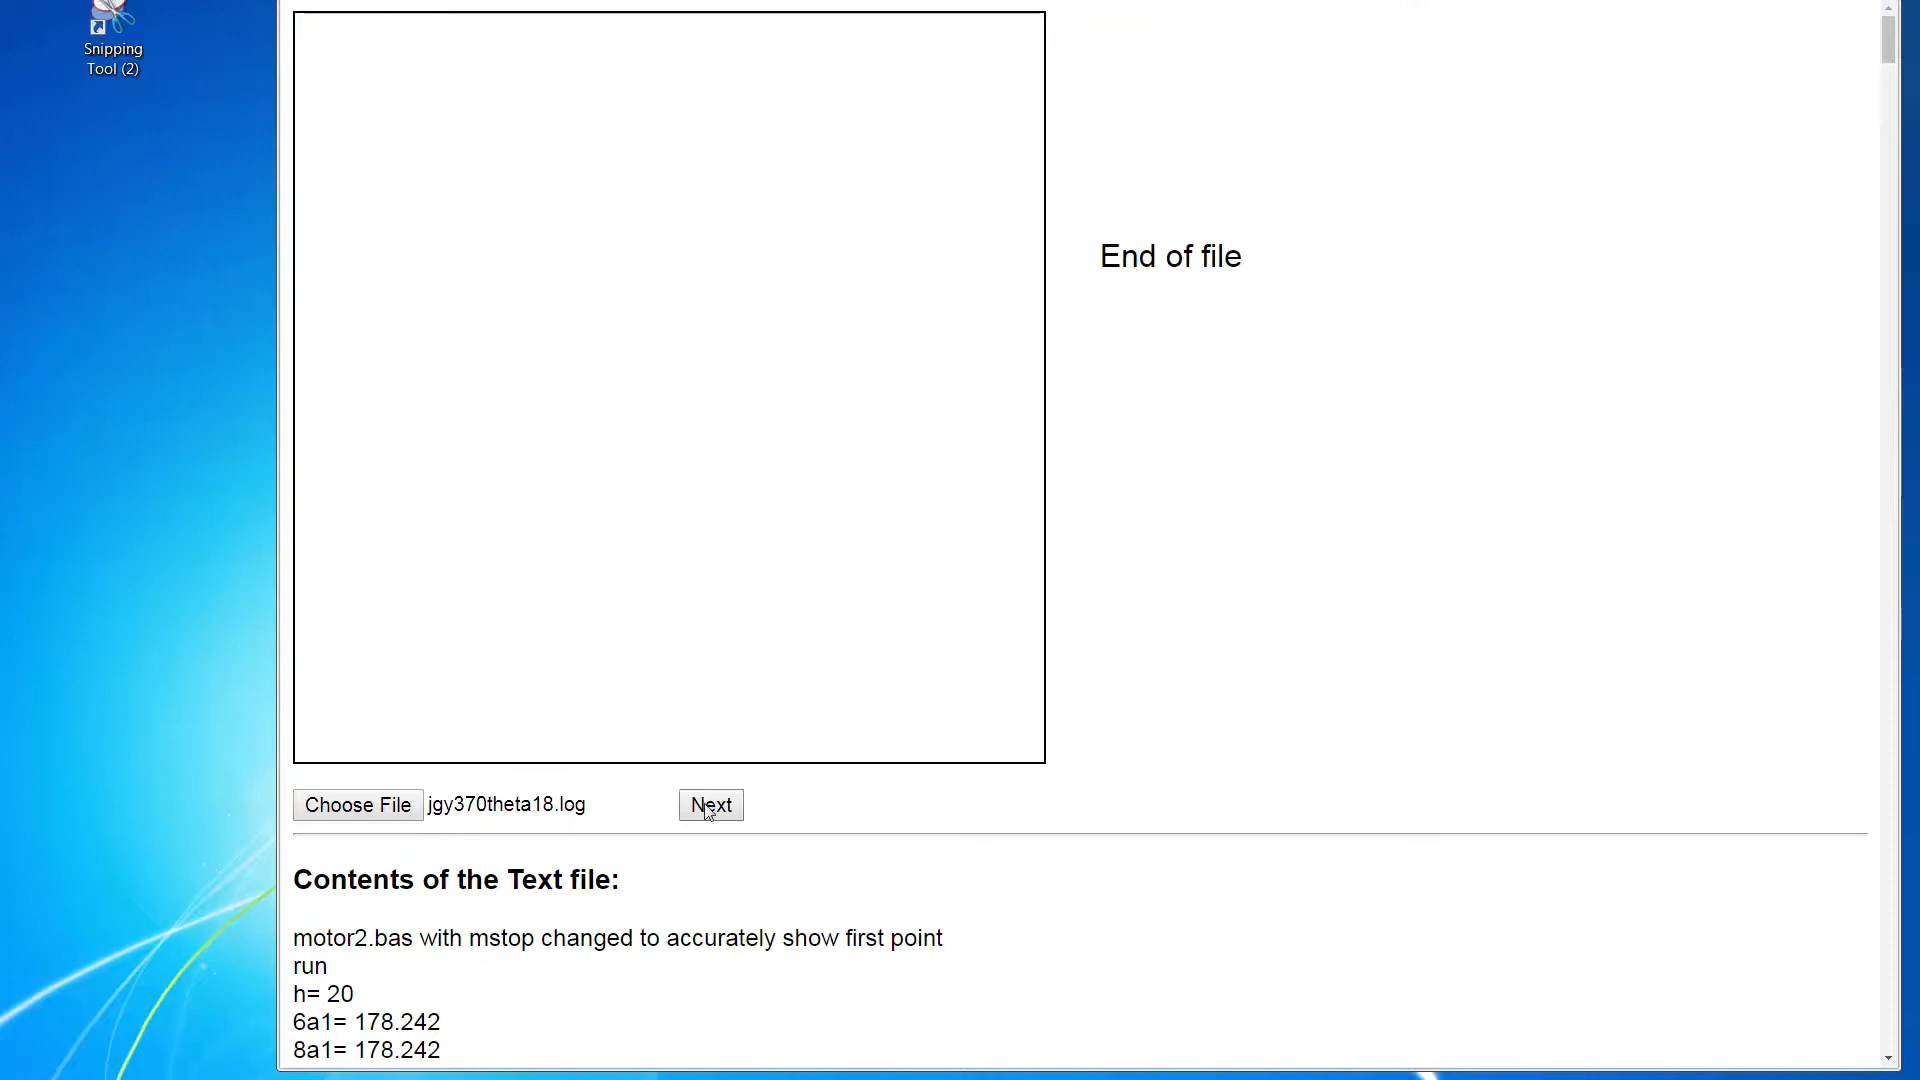 Snipping
Tool (2)
End of file
Choose File jgy370theta18.log Next
Contents of the Text file:
motor2.bas with mstop changed to accurately show first point
run
h= 20
6a1= 178.242
8a1= 178.242